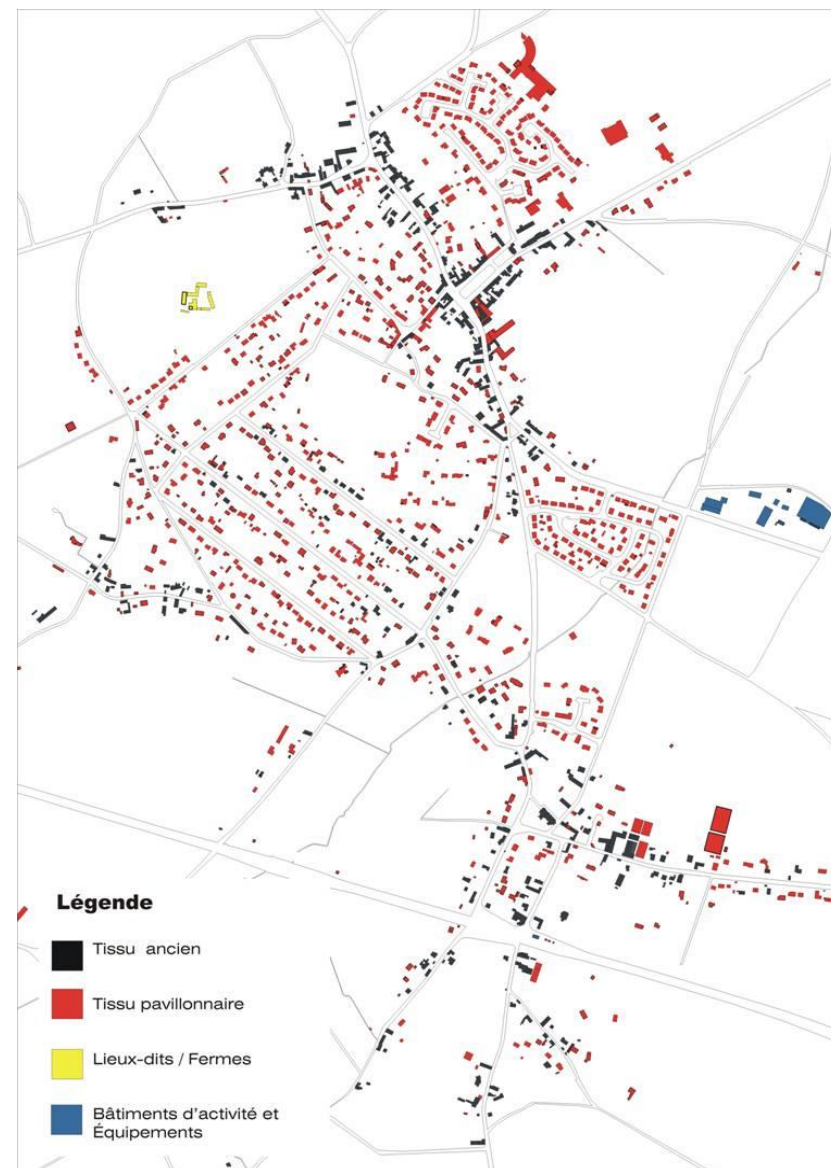 Légende
Tissu ancien
Tissu pavillonnaire
Lieux-dits / Fermes
Bâtiments d'activité et
Équipements